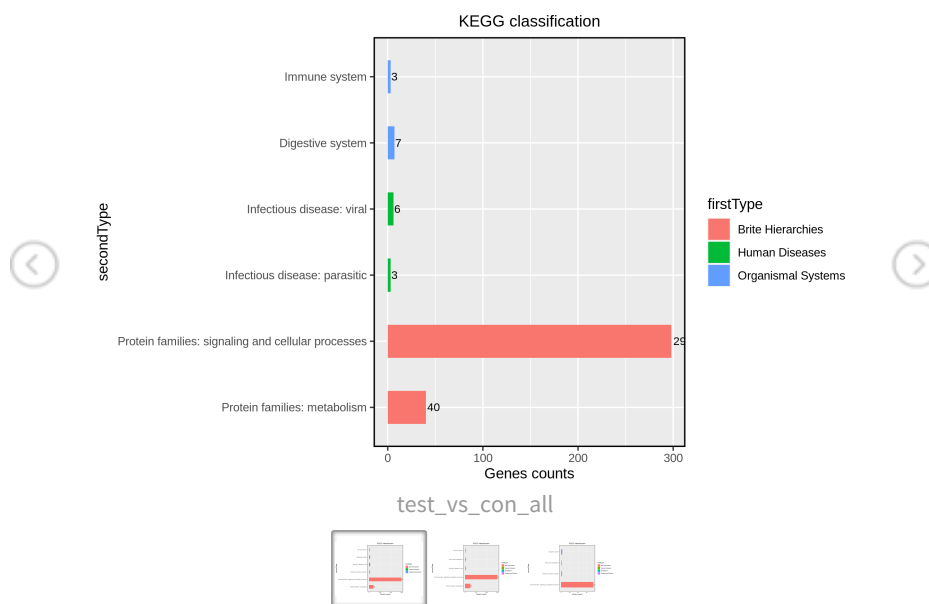 KEGG classification
Immune system
3
Digestive system
7
Infectious disease: viral
6
Infectious disease: parasitic
3
Protein families: signaling and cellular processes
29
Protein families: metabolism
40
0 100 200 300
Genes counts
secondType
firstType
Brite Hierarchies
Human Diseases
Organismal Systems
test_vs_con_all